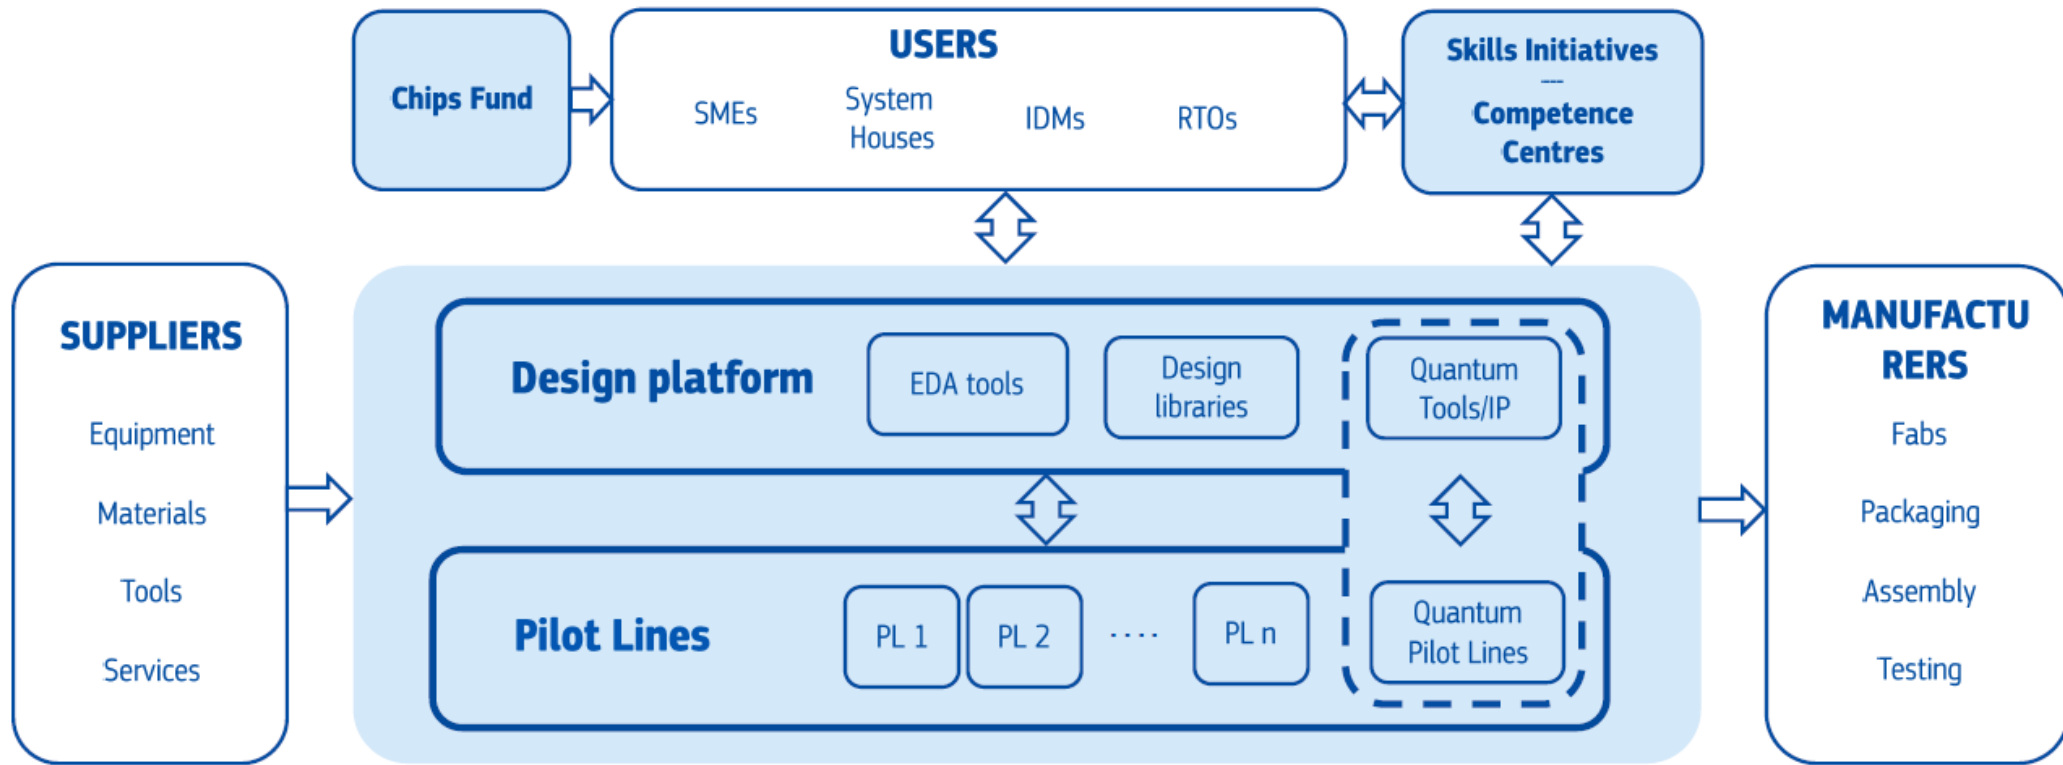 Chips Fund
USERS
SMEs
System
Houses
IDMs
RTOs
Skills Initiatives
---
Competence
Centres
SUPPLIERS
Equipment
Materials
Tools
Services
Design platform
EDA tools
Design
libraries
Quantum
Tools/IP
Pilot Lines
PL 1
PL 2
....
PL n
Quantum
Pilot Lines
MANUFACTU
RERS
Fabs
Packaging
Assembly
Testing